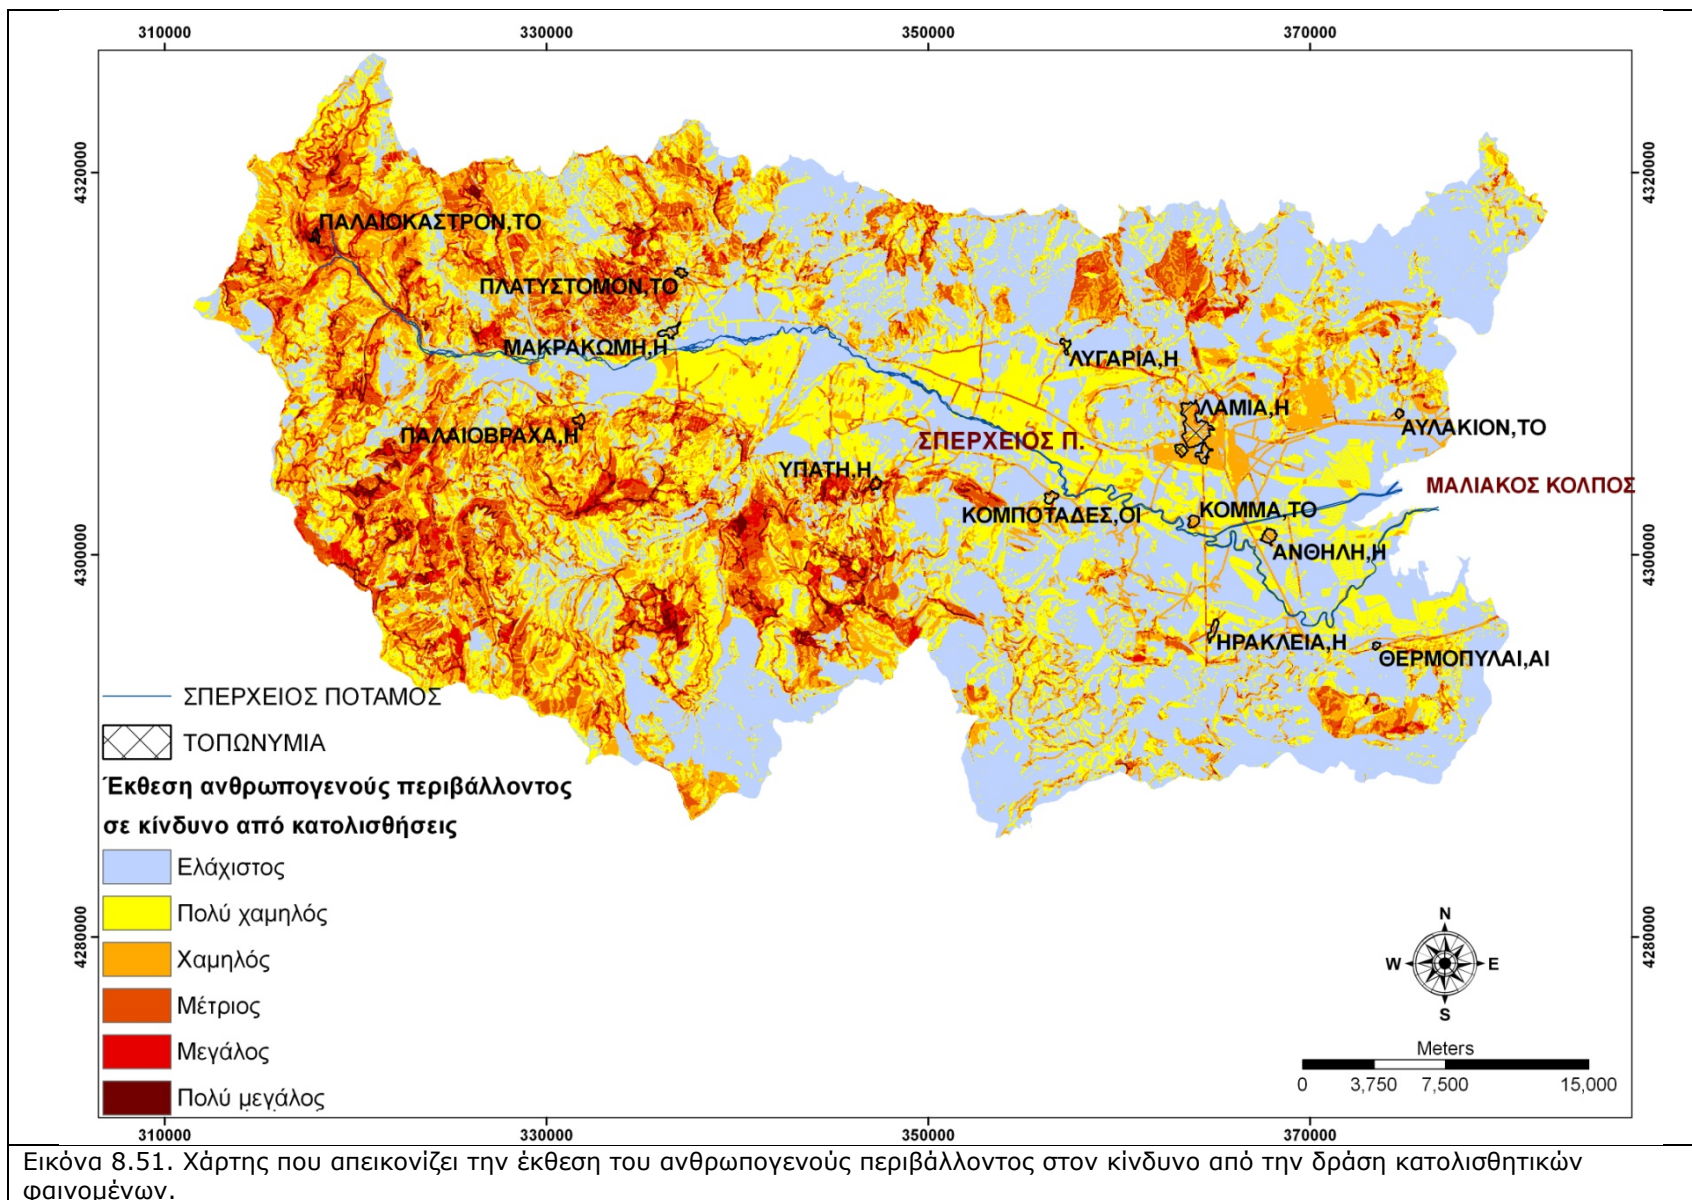 310000 330000 350000 370000
4320000 4320000
ΠΑΛΑΙΟΚΑΣΤΡΟΝ,ΤΟ
ΠΛΑΤΥΣΤΟΜΟΝ,ΤΟ
ΜΑΚΡΑΚΩΜΗ,Η
ΛΥΓΑΡΙΑ,Η
ΛΑΜΙΑ,Η
ΑΥΛΑΚΙΟΝ,ΤΟ
ΠΑΛΑΙΟΒΡΑΧΑ,Η
ΣΠΕΡΧΕΙΟΣ Π.
ΥΠΑΤΗ,Η
ΜΑΛΙΑΚΟΣ ΚΟΛΠΟΣ
ΚΟΜΠΟΤΑΔΕΣ,ΟΙ
ΚΟΜΜΑ,ΤΟ
ΑΝΘΗΛΗ,Η
4300000 4300000
ΗΡΑΚΛΕΙΑ,Η
ΘΕΡΜΟΠΥΛΑΙ,ΑΙ
ΣΠΕΡΧΕΙΟΣ ΠΟΤΑΜΟΣ
ΤΟΠΩΝΥΜΙΑ
Έκθεση ανθρωπογενούς περιβάλλοντος
σε κίνδυνο από κατολισθήσεις
Ελάχιστος
Πολύ χαμηλός
Χαμηλός
Μέτριος
Μεγάλος
Πολύ μεγάλος
4280000 4280000
N
W E
S
Meters
0 3,750 7,500 15,000
310000 330000 350000 370000
Εικόνα 8.51. Χάρτης που απεικονίζει την έκθεση του ανθρωπογενούς περιβάλλοντος στον κίνδυνο από την δράση κατολισθητικών
φαινομένων.